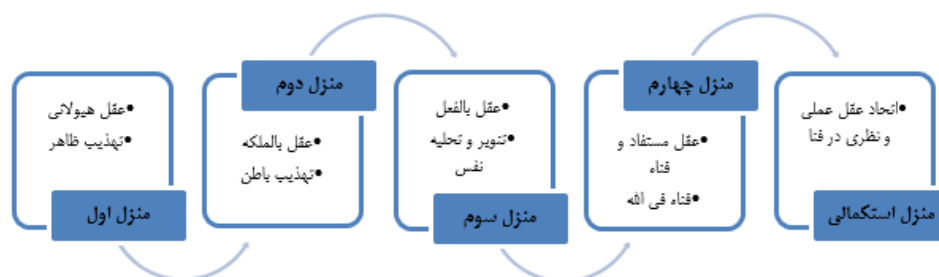 عقل هیولانی
تهذیب ظاهر
منزل اول
منزل دوم
عقل بالملکه
تهذیب باطن
عقل بالفعل
تنویر و تحلیه
نفس
منزل سوم
منزل چهارم
عقل مستفاد و
فناء
فناء فی الله
اتحاد عقل عملی
و نظری در فنا
منزل استکمالی